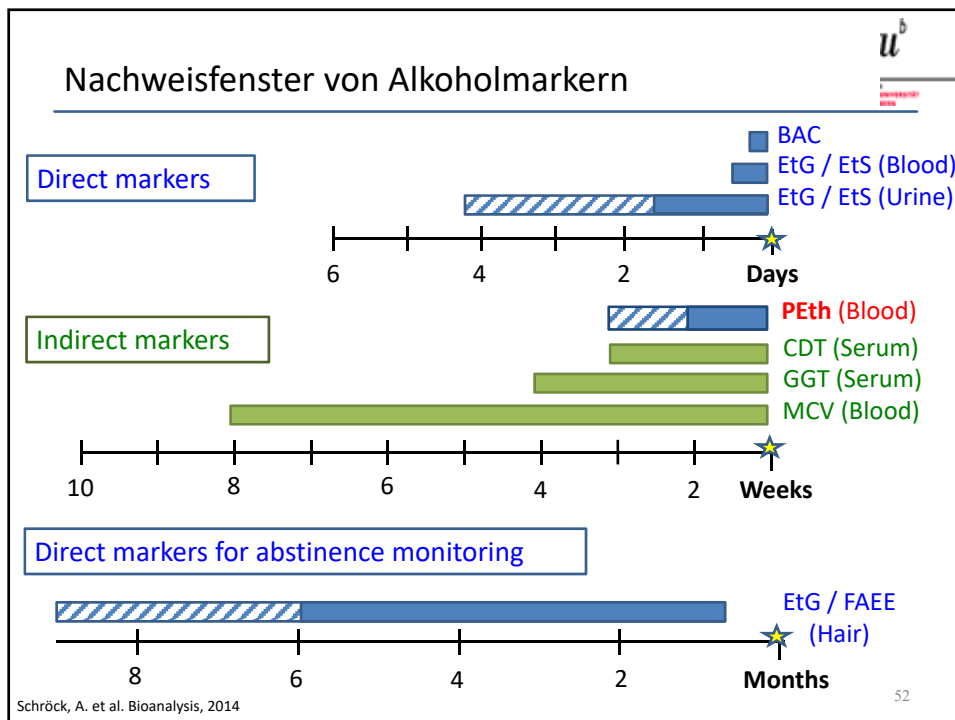 u^b
Nachweisfenster von Alkoholmarkern
BAC
EtG / EtS (Blood)
EtG / EtS (Urine)
Direct markers
6 4 2 Days
PEth (Blood)
Indirect markers
CDT (Serum)
GGT (Serum)
MCV (Blood)
10 8 6 4 2 Weeks
Direct markers for abstinence monitoring
EtG / FAEE
(Hair)
8 6 4 2 Months
Schröck, A. et al. Bioanalysis, 2014
52